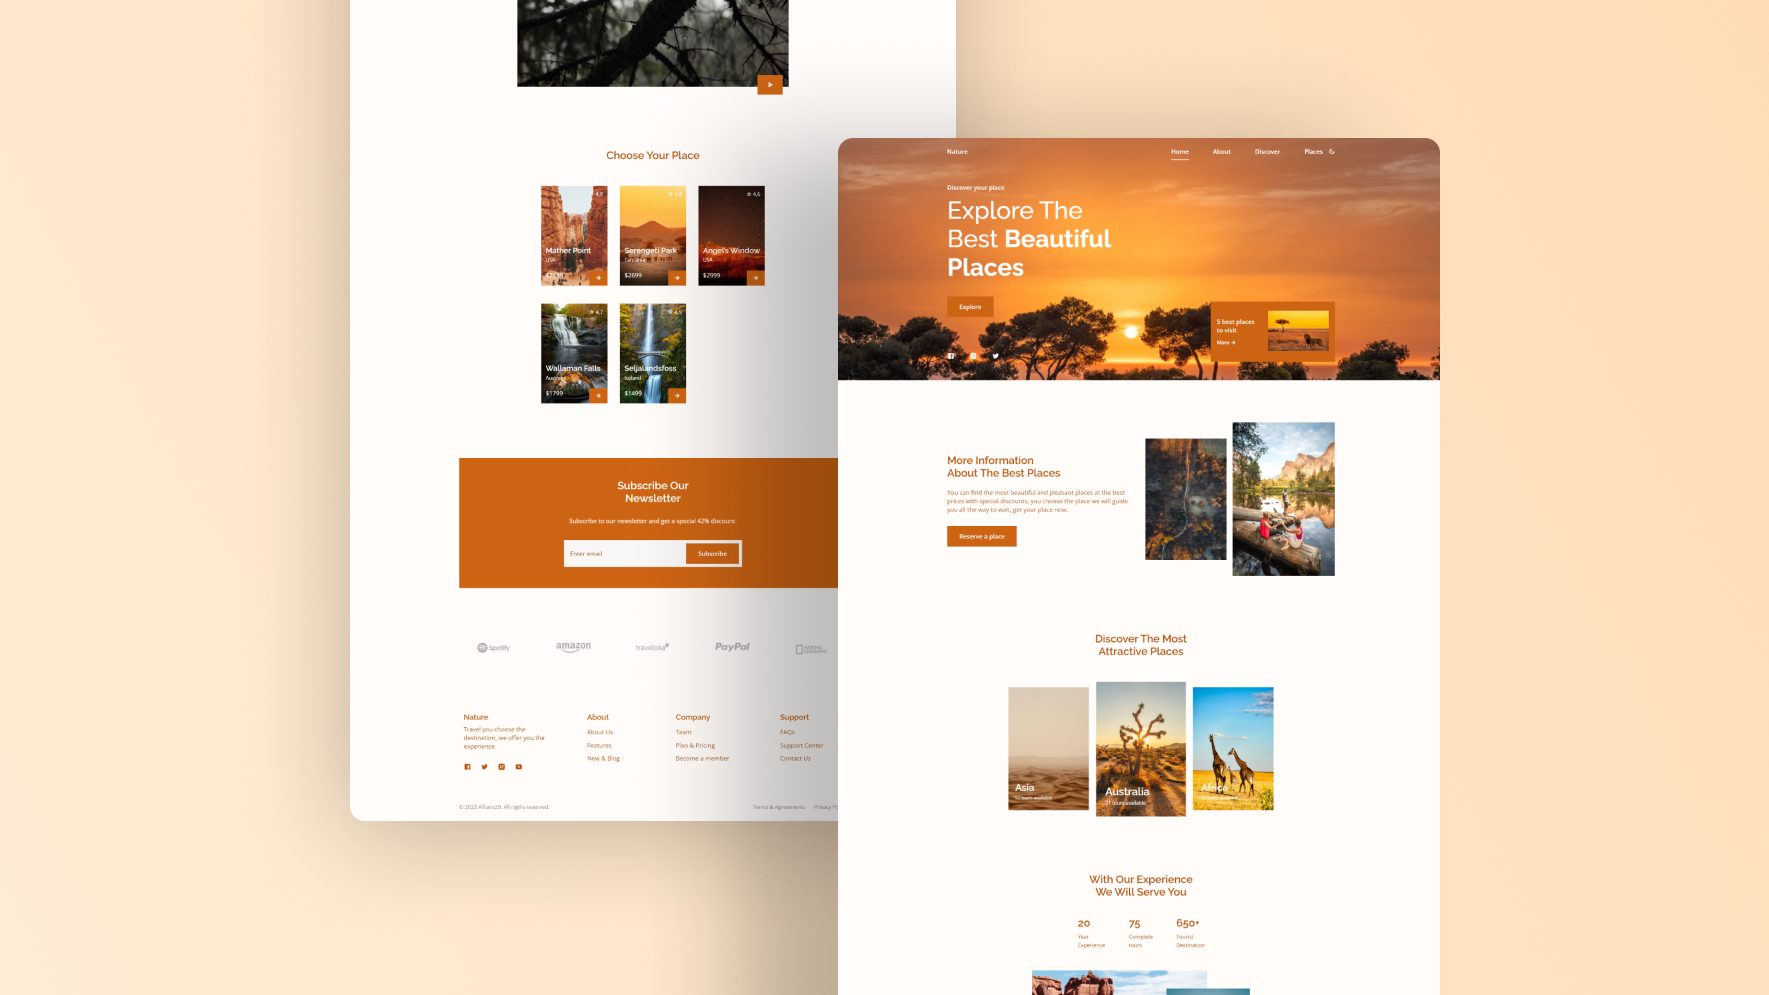 Choose Your Place
4,8
Mather Point
USA
$2499
4,9
Serengeti Park
Tanzania
$2699
4,6
Angel's Window
USA
$2999
4,7
Wallaman Falls
Australia
$1799
4,5
Seljalandsfoss
Iceland
$1499
Subscribe Our
Newsletter
Subscribe to our newsletter and get a special 42% discount.
Enter email
Subscribe
Spotify
amazon
traveloka
PayPal
NATIONAL
GEOGRAPHIC
Nature
Travel you choose the
destination, we offer you the
experience.
About
About Us
Features
New & Blog
Company
Team
Plan & Pricing
Become a member
Support
FAQs
Support Center
Contact Us
Terms & Agreements
Privacy
Nature
Home
About
Discover
Places
Discover your place
Explore The
Best Beautiful
Places
Explore
5 best places
to visit
More
More Information
About The Best Places
You can find the most beautiful and pleasant places at the best
prices with special discounts, you choose the place we will guide
you all the way to wait, get your place now.
Reserve a place
Discover The Most
Attractive Places
Asia
tours available
Australia
21 tours available
Africa
With Our Experience
We Will Serve You
20
Year
Experience
75
Complete
tours
650+
Tourist
Destination